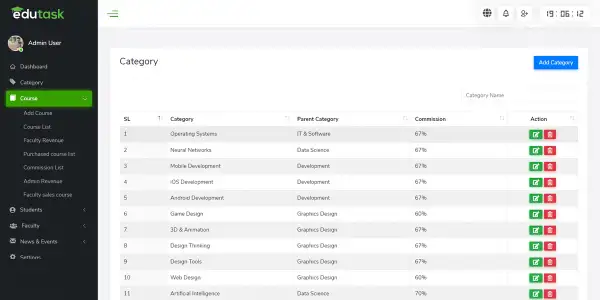 edutask
19:06:12
Admin User
Dashboard
Category
Course
Add Course
Course List
Faculty Revenue
Purchased course list
Commission List
Admin Revenue
Faculty sales course
Students
Faculty
News & Events
Settings
Category
Add Category
Category Name
SL Category Parent Category Commission Action
1 Operating Systems IT & Software 67%
2 Neural Networks Data Science 67%
3 Mobile Development Development 67%
4 iOS Development Development 67%
5 Android Development Development 67%
6 Game Design Graphics Design 60%
7 3D & Animation Graphics Design 67%
8 Design Thinking Graphics Design 67%
9 Design Tools Graphics Design 67%
10 Web Design Graphics Design 60%
11 Artifical Intelligence Data Science 70%